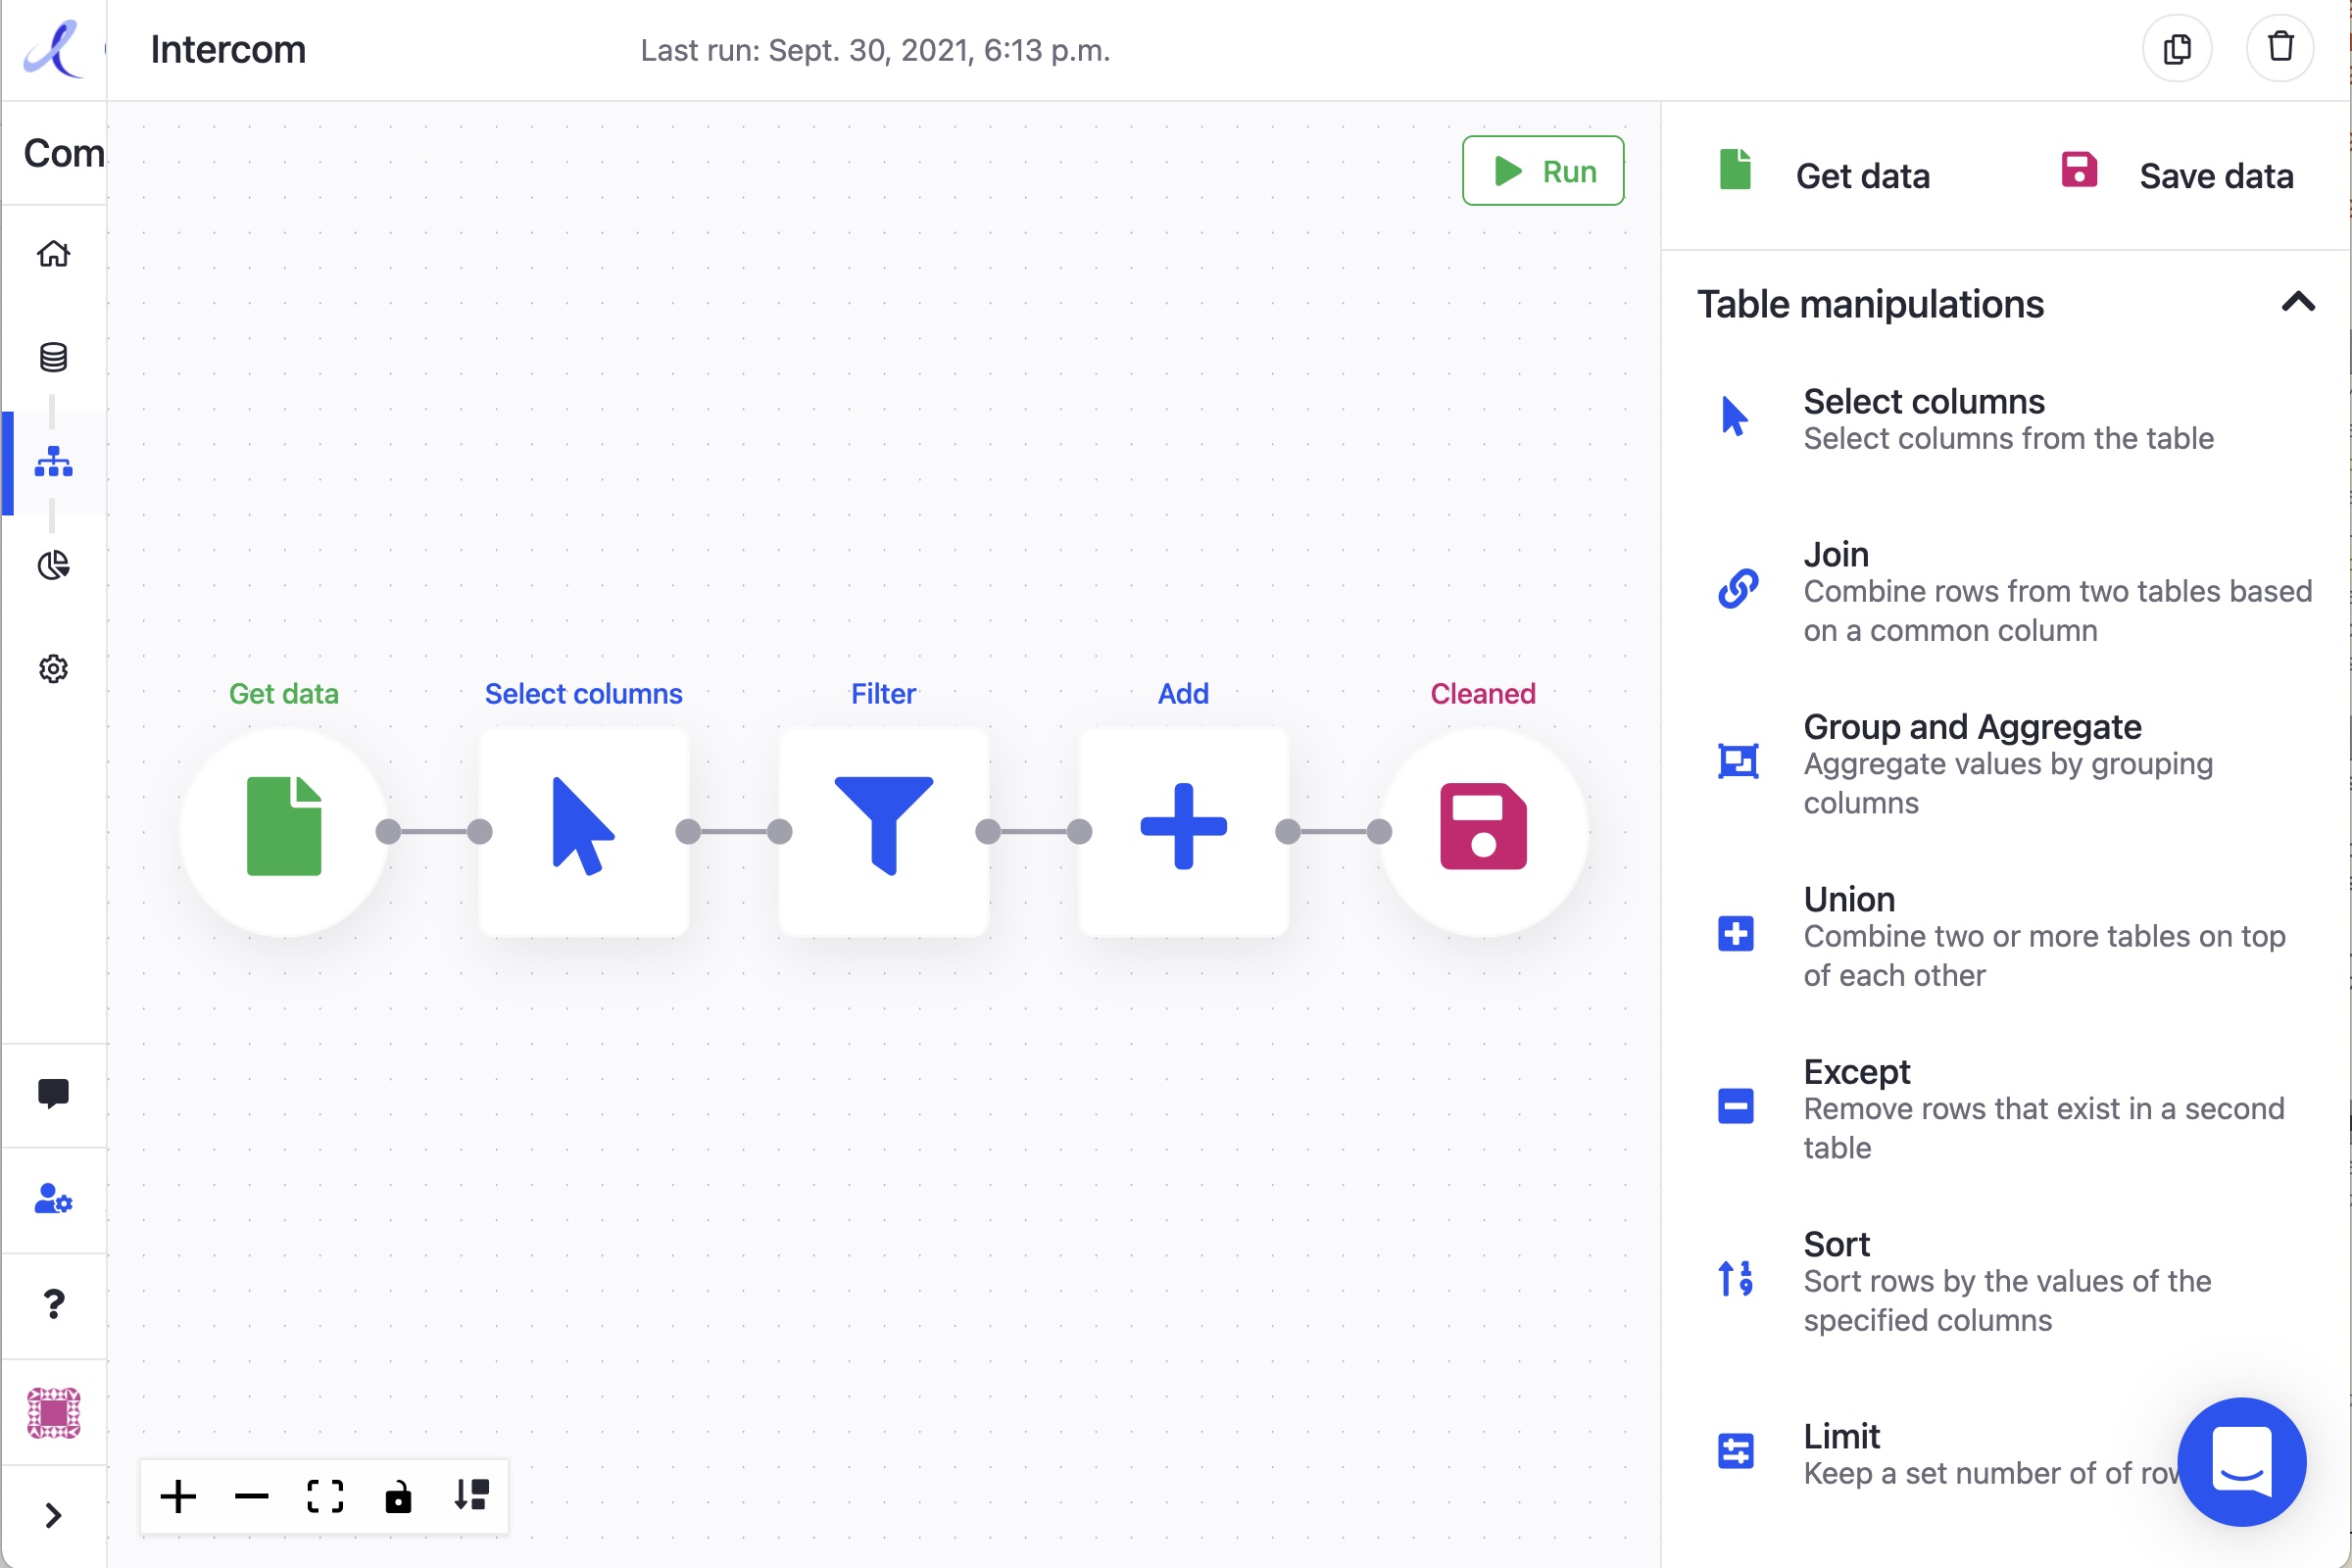 Intercom
Last run: Sept. 30, 2021, 6:13 p.m.
Com
Run
Get data
Save data
Table manipulations
Select columns
Select columns from the table
Join
Combine rows from two tables based
on a common column
Get data
Select columns
Filter
Add
Cleaned
Group and Aggregate
Aggregate values by grouping
columns
Union
Combine two or more tables on top
of each other
Except
Remove rows that exist in a second
table
Sort
Sort rows by the values of the
specified columns
Limit
Keep a set number of of